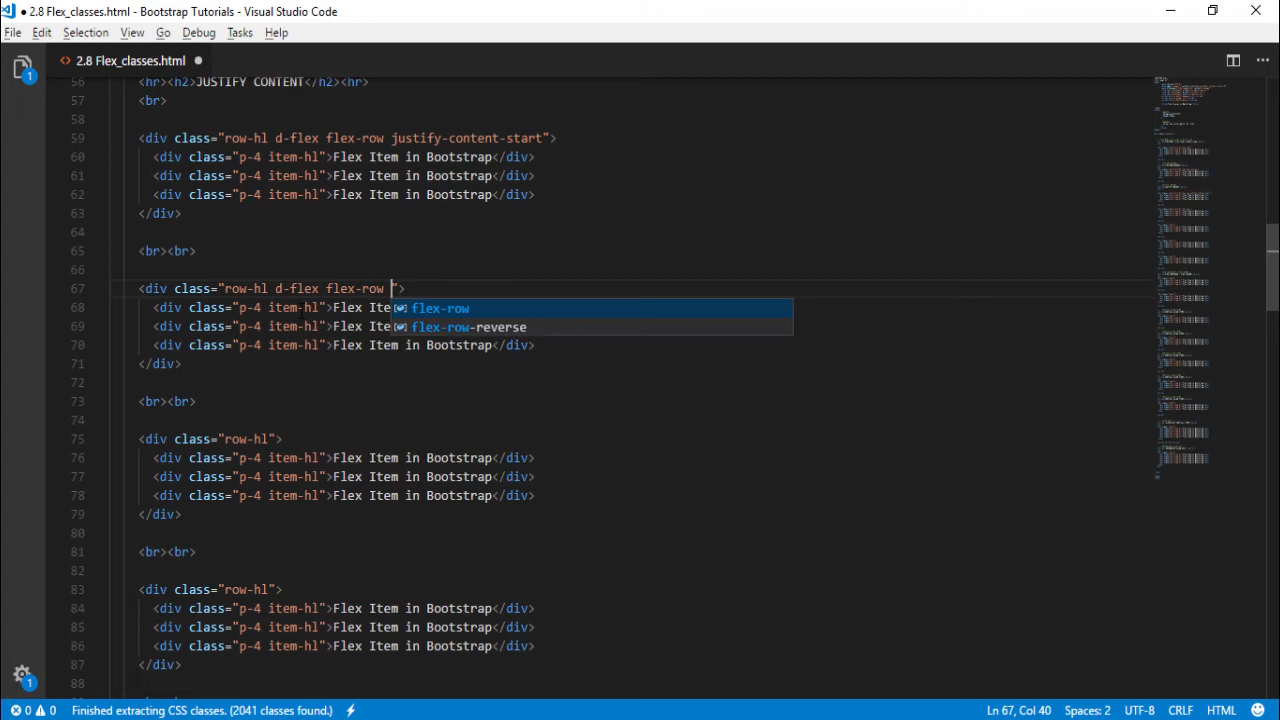 2.8 Flex_classes.html - Bootstrap Tutorials - Visual Studio Code
File Edit Selection View Go Debug Tasks Help
1
<> 2.8 Flex_classes.html
56 <hr><h2>JUSTIFY CONTENT</h2><hr>
57 <br>
58
59 <div class="row-hl d-flex flex-row justify-content-start">
60 <div class="p-4 item-hl">Flex Item in Bootstrap</div>
61 <div class="p-4 item-hl">Flex Item in Bootstrap</div>
62 <div class="p-4 item-hl">Flex Item in Bootstrap</div>
63 </div>
64
65 <br><br>
66
67 <div class="row-hl d-flex flex-row ">
68 <div class="p-4 item-hl">Flex Ite
flex-row
69 <div class="p-4 item-hl">Flex Ite
flex-row-reverse
70 <div class="p-4 item-hl">Flex Item in Bootstrap</div>
71 </div>
72
73 <br><br>
74
75 <div class="row-hl">
76 <div class="p-4 item-hl">Flex Item in Bootstrap</div>
77 <div class="p-4 item-hl">Flex Item in Bootstrap</div>
78 <div class="p-4 item-hl">Flex Item in Bootstrap</div>
79 </div>
80
81 <br><br>
82
83 <div class="row-hl">
84 <div class="p-4 item-hl">Flex Item in Bootstrap</div>
85 <div class="p-4 item-hl">Flex Item in Bootstrap</div>
86 <div class="p-4 item-hl">Flex Item in Bootstrap</div>
87 </div>
88
1
0 0 Finished extracting CSS classes. (2041 classes found.) Ln 67, Col 40 Spaces: 2 UTF-8 CRLF HTML